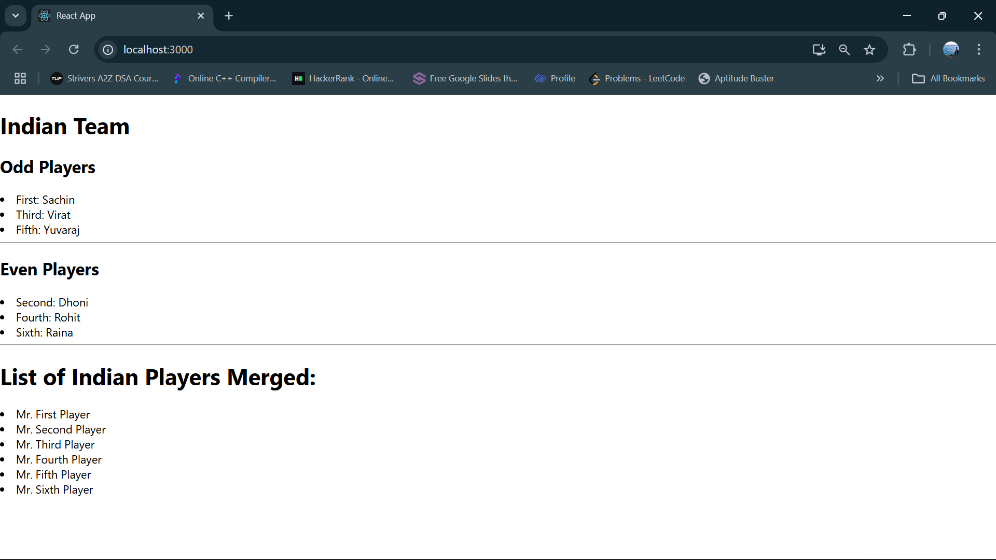 React App
localhost:3000
TUF Strivers A2Z DSA Cour... Online C++ Compiler... HackerRank - Online... Free Google Slides th... Profile Problems - LeetCode Aptitude Buster All Bookmarks
Indian Team
Odd Players
First: Sachin
Third: Virat
Fifth: Yuvaraj
Even Players
Second: Dhoni
Fourth: Rohit
Sixth: Raina
List of Indian Players Merged:
Mr. First Player
Mr. Second Player
Mr. Third Player
Mr. Fourth Player
Mr. Fifth Player
Mr. Sixth Player